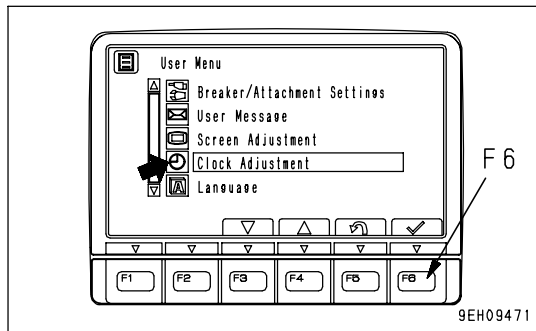 User Menu
Breaker/Attachment Settings
User Message
Screen Adjustment
Clock Adjustment
A Language
F6
F1 F2 F3 F4 F5 F6
9EH09471